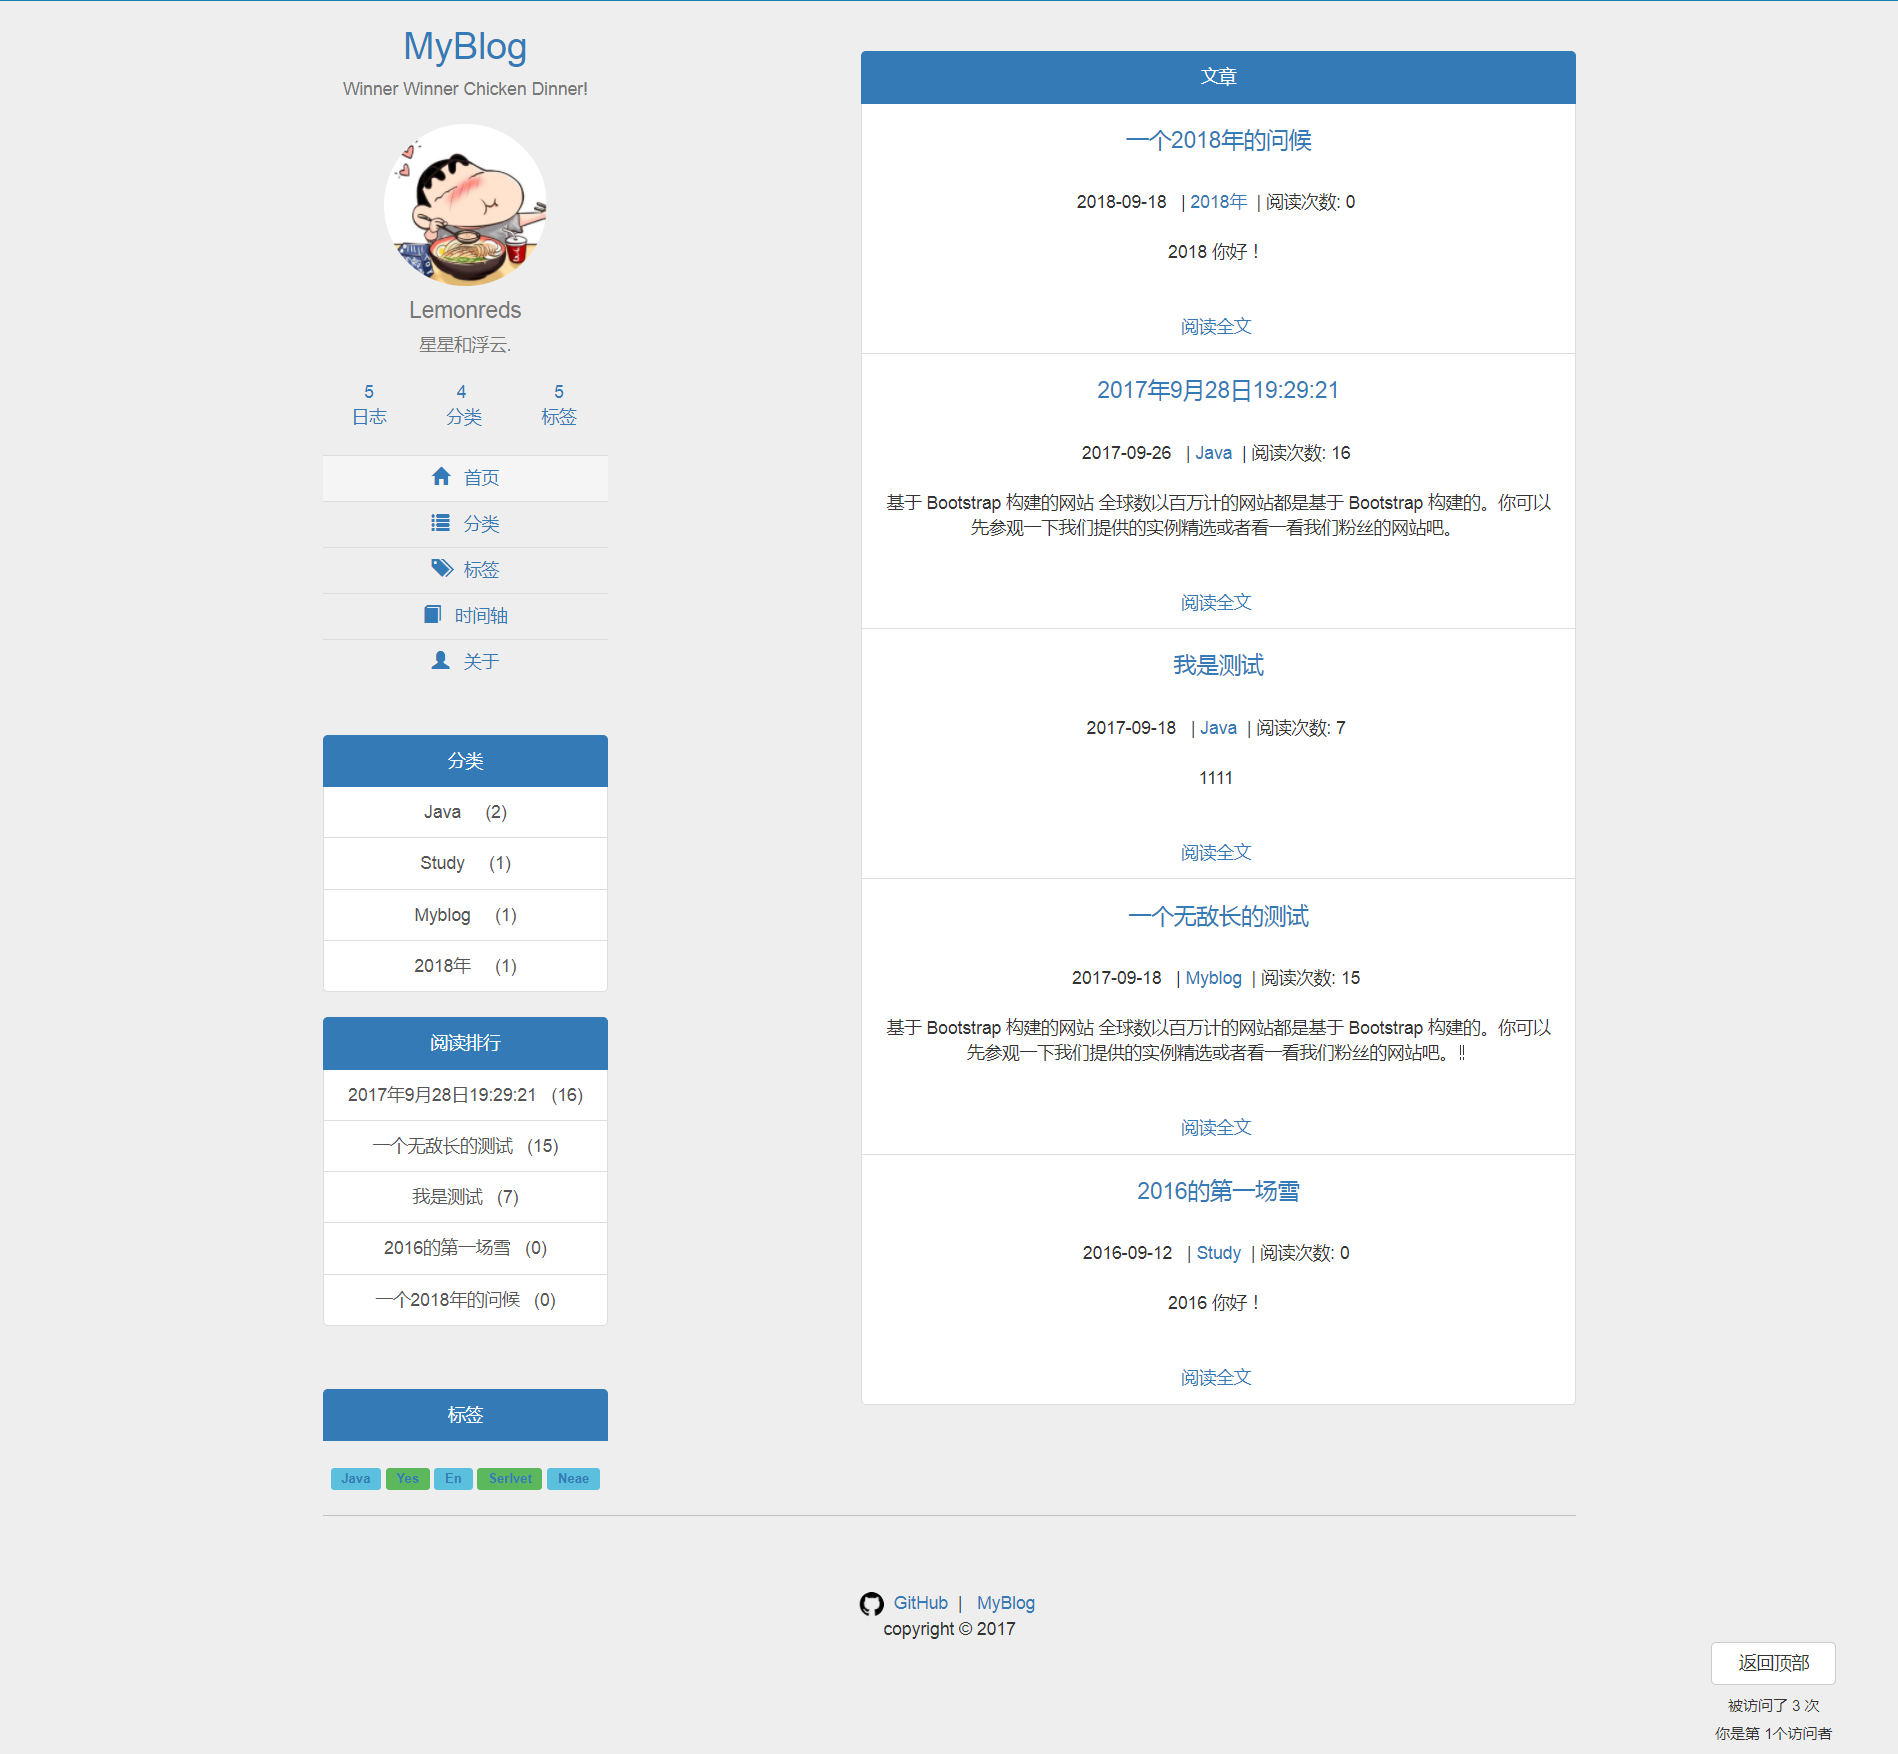 MyBlog
Winner Winner Chicken Dinner!
Lemonreds
星星和浮云.
5 4 5
日志 分类 标签
首页
分类
标签
时间轴
关于
分类
Java (2)
Study (1)
Myblog (1)
2018年 (1)
阅读排行
2017年9月28日19:29:21 (16)
一个无敌长的测试 (15)
我是测试 (7)
2016的第一场雪 (0)
一个2018年的问候 (0)
标签
Java Yes En Serlvet Neae
文章
一个2018年的问候
2018-09-18 | 2018年 | 阅读次数: 0
2018 你好！
阅读全文
2017年9月28日19:29:21
2017-09-26 | Java | 阅读次数: 16
基于 Bootstrap 构建的网站 全球数以百万计的网站都是基于 Bootstrap 构建的。你可以
先参观一下我们提供的实例精选或者看一看我们粉丝的网站吧。
阅读全文
我是测试
2017-09-18 | Java | 阅读次数: 7
1111
阅读全文
一个无敌长的测试
2017-09-18 | Myblog | 阅读次数: 15
基于 Bootstrap 构建的网站 全球数以百万计的网站都是基于 Bootstrap 构建的。你可以
先参观一下我们提供的实例精选或者看一看我们粉丝的网站吧。!!
阅读全文
2016的第一场雪
2016-09-12 | Study | 阅读次数: 0
2016 你好！
阅读全文
GitHub | MyBlog
copyright © 2017
返回顶部
被访问了 3 次
你是第 1个访问者